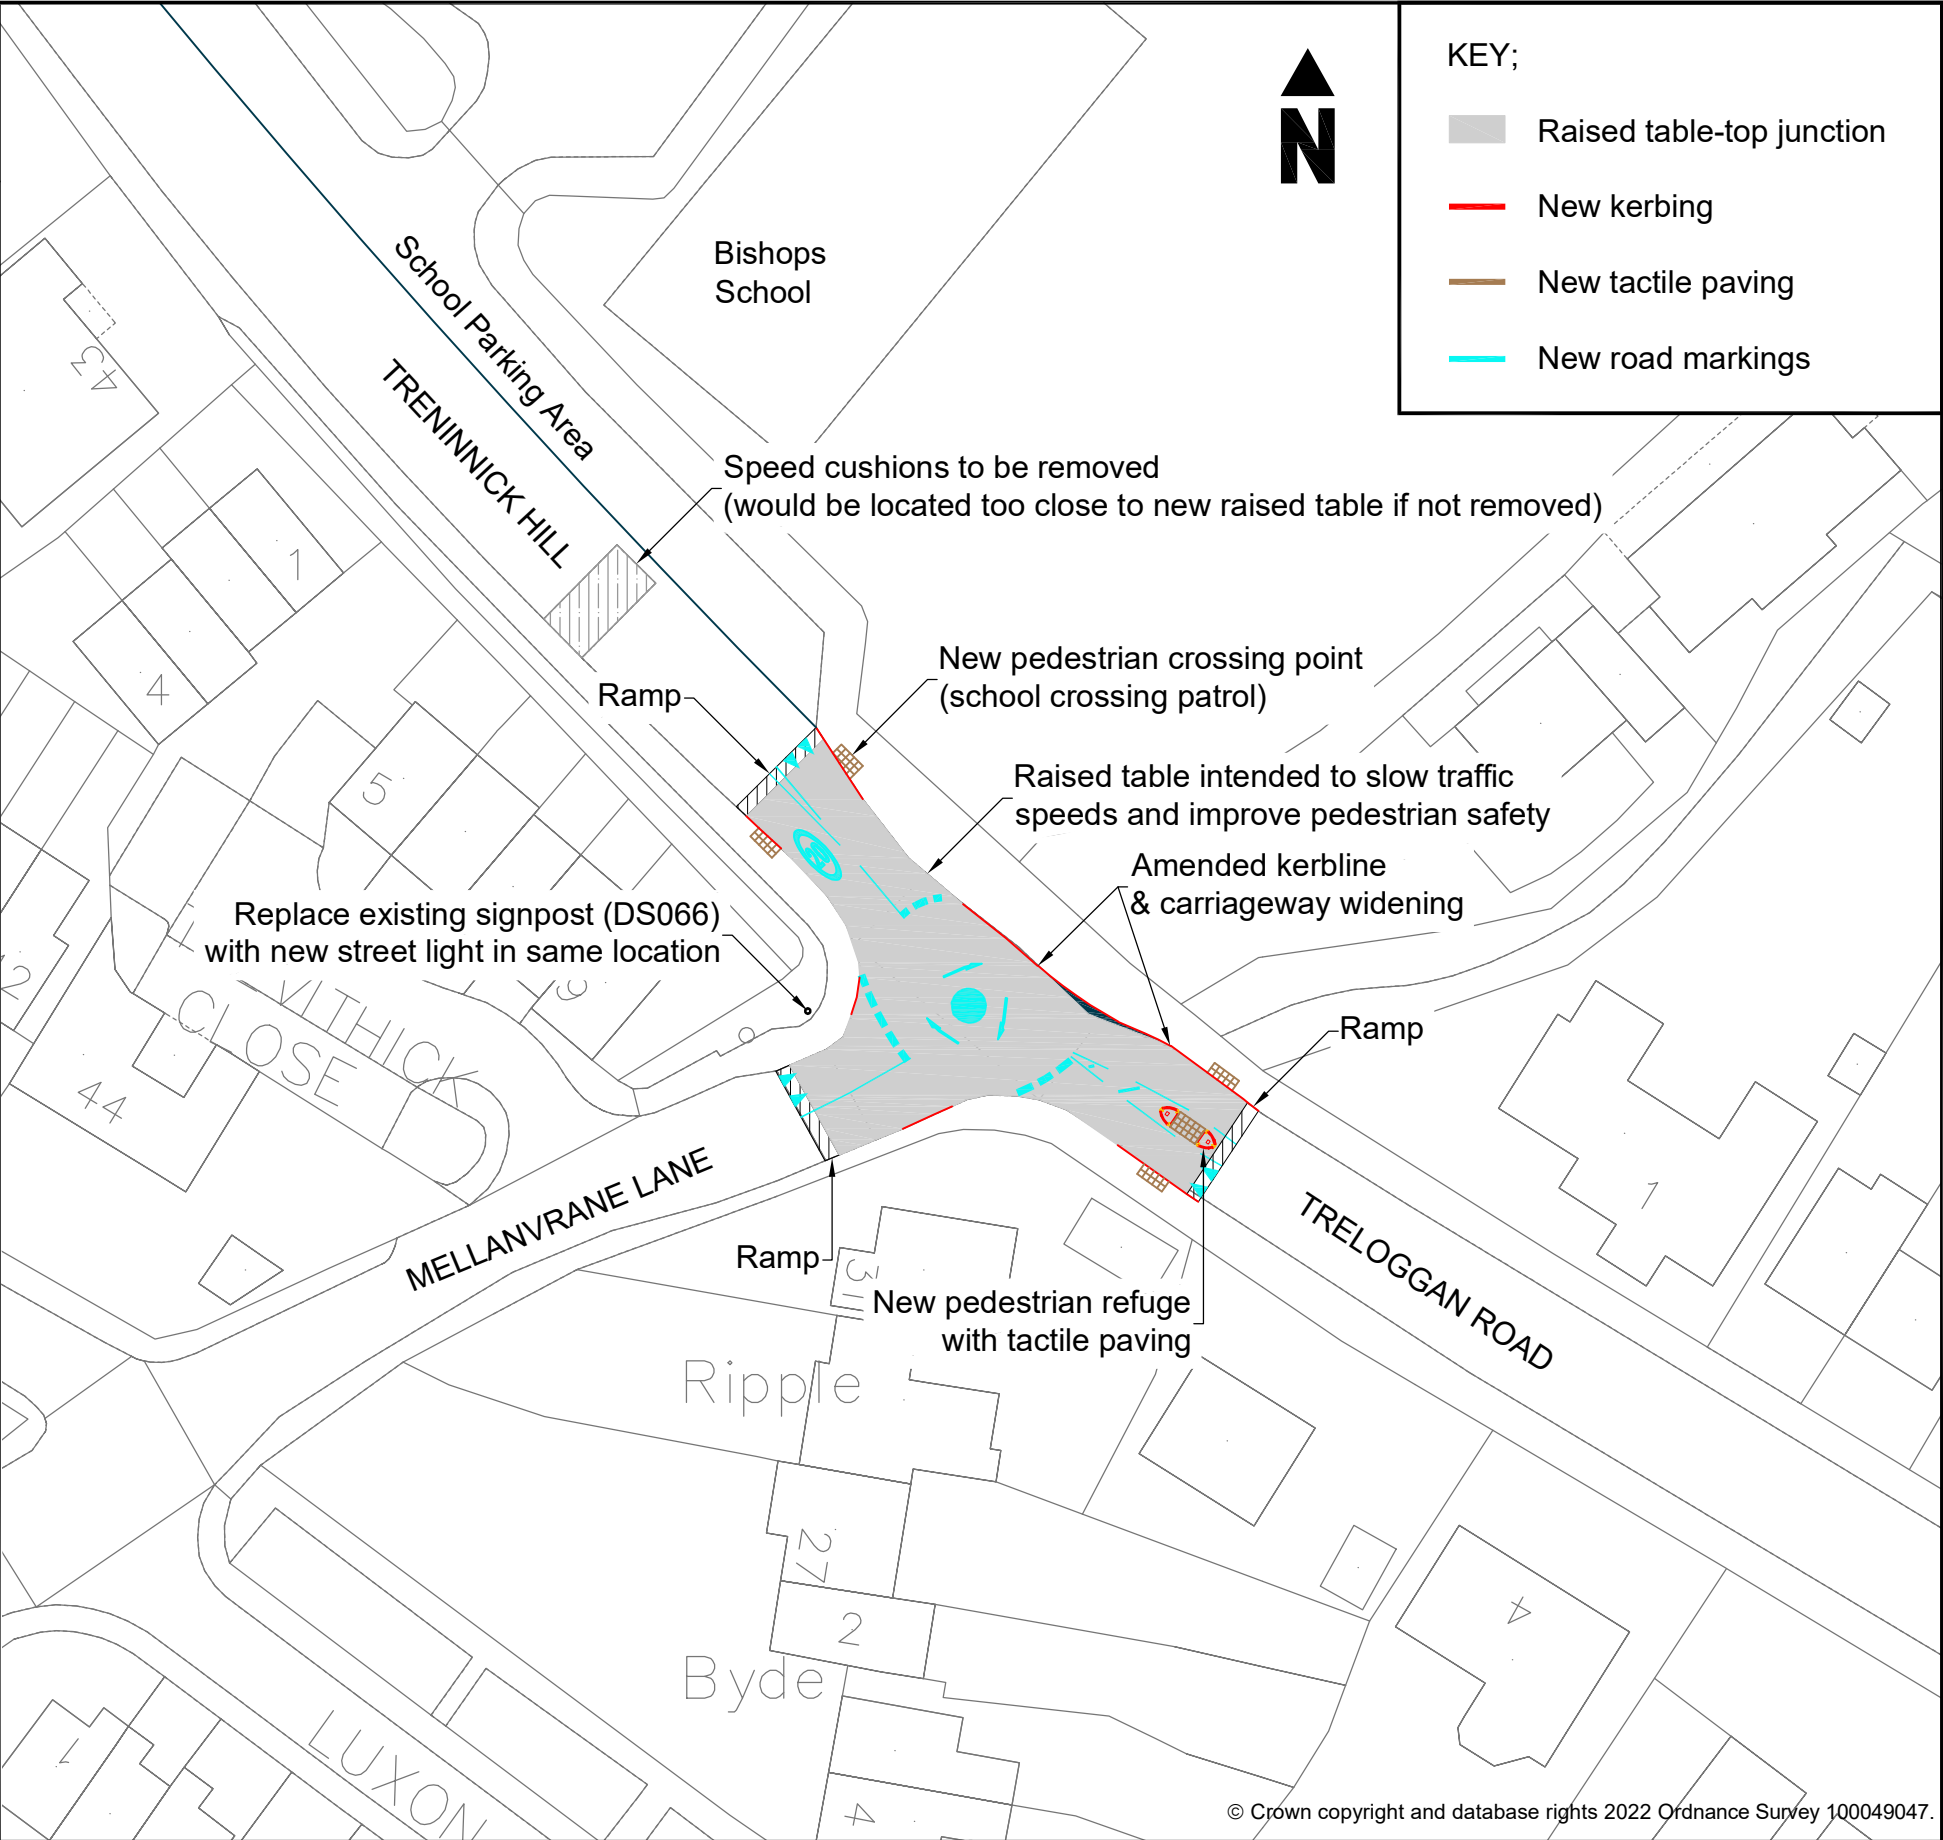 KEY;
Raised table-top junction
New kerbing
New tactile paving
New road markings
N
Bishops
School
School Parking Area
TRENINNICK HILL
43
Speed cushions to be removed
(would be located too close to new raised table if not removed)
1
4
New pedestrian crossing point
(school crossing patrol)
Ramp
5
Raised table intended to slow traffic
speeds and improve pedestrian safety
Amended kerbline
& carriageway widening
Replace existing signpost (DS066)
with new street light in same location
9
CLOSE
44
Ramp
MELLANVRANE LANE
Ramp
1
TRELOGGAN ROAD
New pedestrian refuge
with tactile paving
Ripple
27
2
4
Byde
LUXON
1
4
© Crown copyright and database rights 2022 Ordnance Survey 100049047.